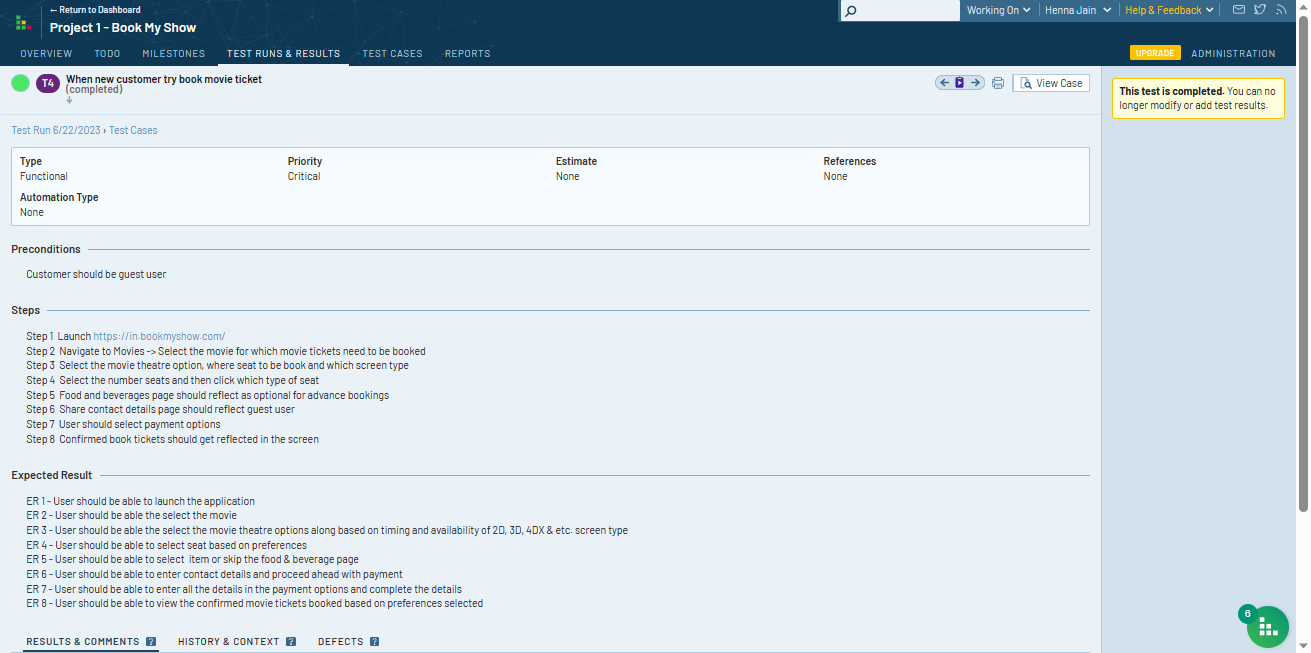 ← Return to Dashboard
Project 1 - Book My Show
Working On
Henna Jain
Help & Feedback
OVERVIEW TODO MILESTONES TEST RUNS & RESULTS TEST CASES REPORTS
UPGRADE ADMINISTRATION
T4 When new customer try book movie ticket
(completed)
View Case
This test is completed. You can no
longer modify or add test results.
Test Run 6/22/2023 › Test Cases
Type Priority Estimate References
Functional Critical None None
Automation Type
None
Preconditions
Customer should be guest user
Steps
Step 1 Launch https://in.bookmyshow.com/
Step 2 Navigate to Movies -> Select the movie for which movie tickets need to be booked
Step 3 Select the movie theatre option, where seat to be book and which screen type
Step 4 Select the number seats and then click which type of seat
Step 5 Food and beverages page should reflect as optional for advance bookings
Step 6 Share contact details page should reflect guest user
Step 7 User should select payment options
Step 8 Confirmed book tickets should get reflected in the screen
Expected Result
ER 1 - User should be able to launch the application
ER 2 - User should be able the select the movie
ER 3 - User should be able the select the movie theatre options along based on timing and availability of 2D, 3D, 4DX & etc. screen type
ER 4 - User should be able to select seat based on preferences
ER 5 - User should be able to select item or skip the food & beverage page
ER 6 - User should be able to enter contact details and proceed ahead with payment
ER 7 - User should be able to enter all the details in the payment options and complete the details
ER 8 - User should be able to view the confirmed movie tickets booked based on preferences selected
6
RESULTS & COMMENTS ? HISTORY & CONTEXT ? DEFECTS ?